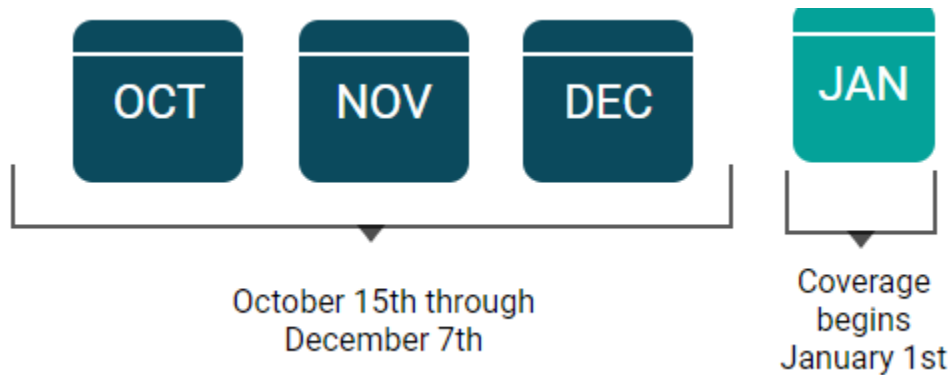 OCT
NOV
DEC
JAN
October 15th through
December 7th
Coverage
begins
January 1st